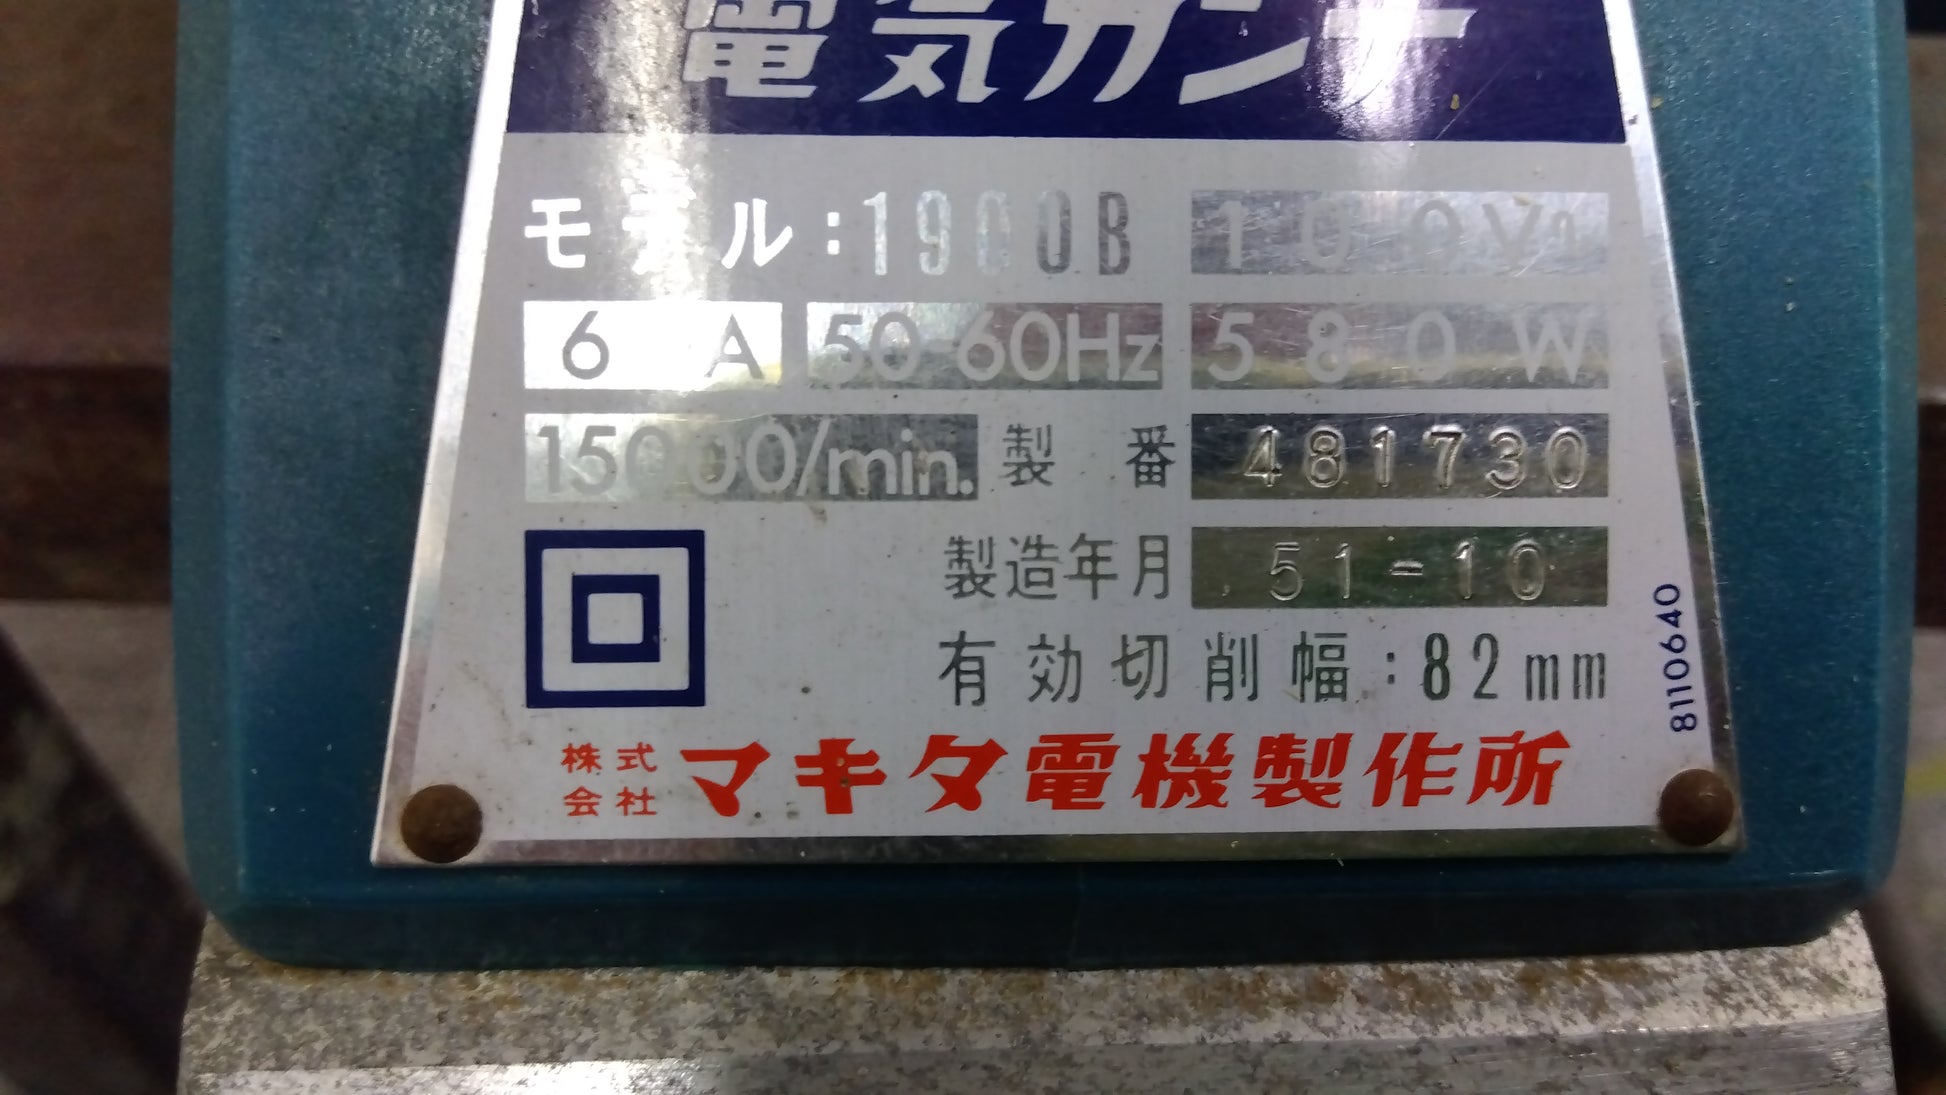 電気カンナ
モデル:1900B 100V~
6 A 50-60Hz 580W
15000/min. 製番 481730
製造年月 51-10
有効切削幅:82mm
株式会社 マキタ電機製作所
8110640